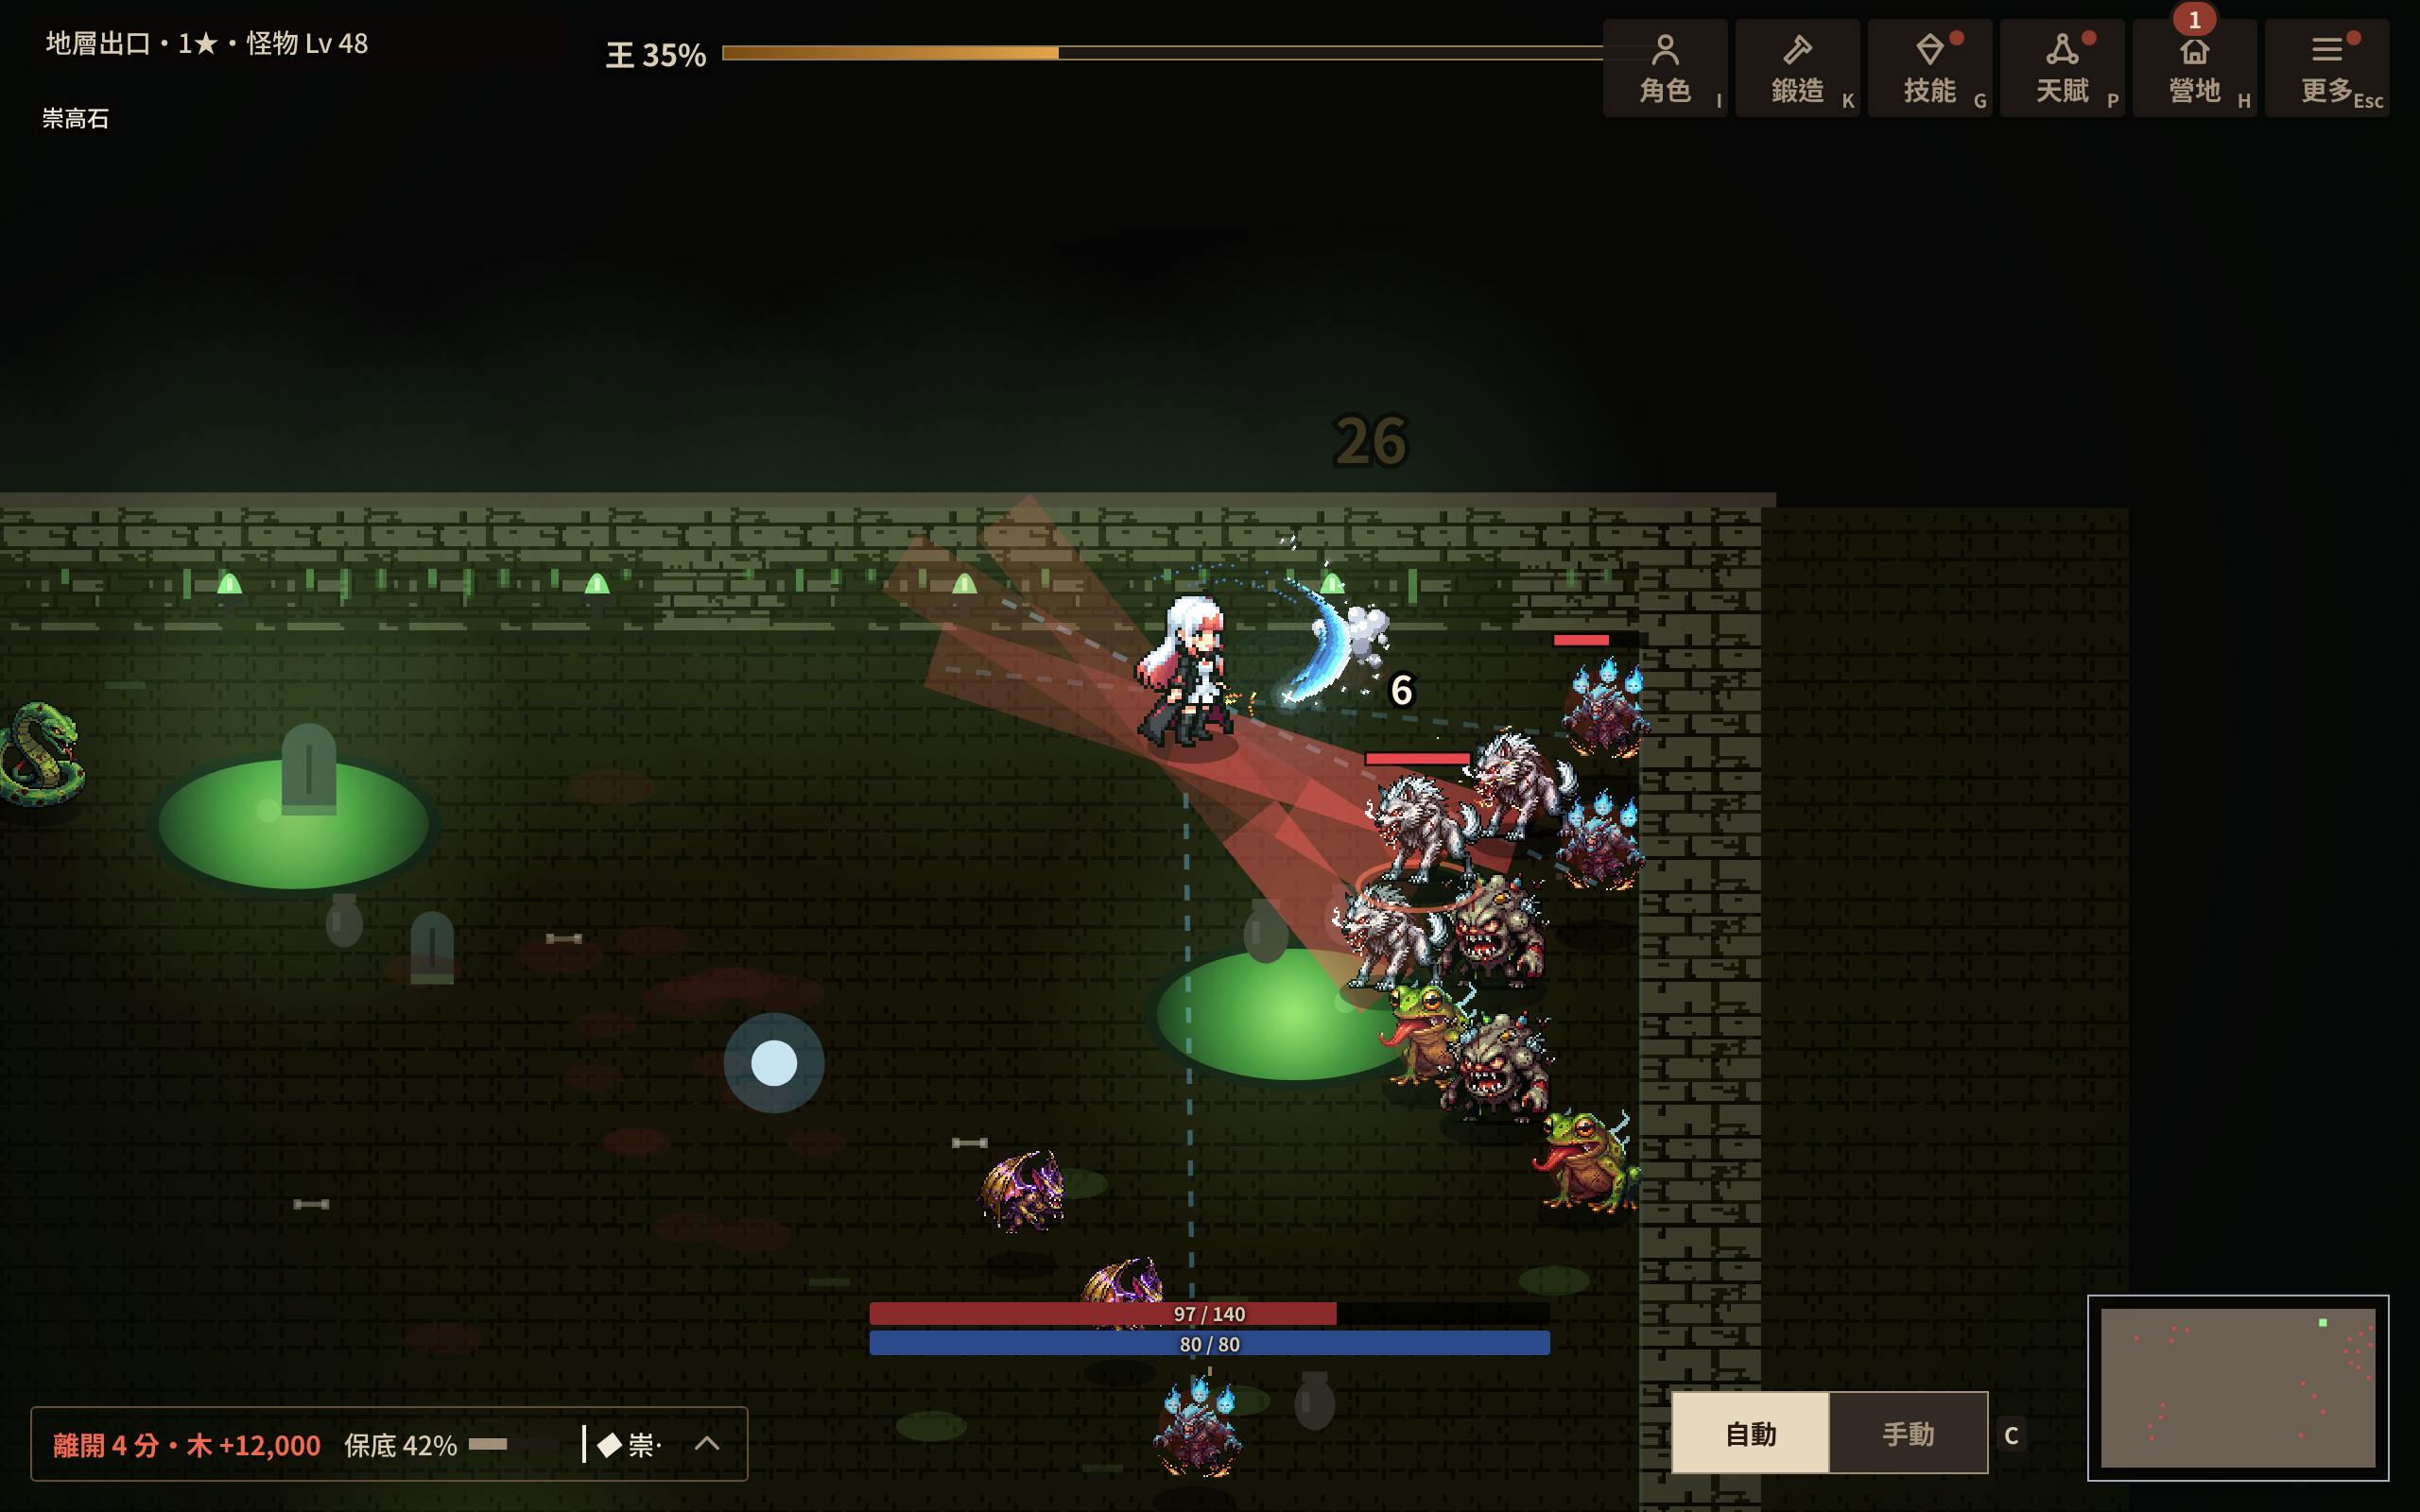 地層出口・1★・怪物 Lv 48
王 35%
角色 I
鍛造 K
技能 G
天賦 P
1
營地 H
更多 Esc
崇高石
26
6
97 / 140
80 / 80
離開 4 分・木 +12,000 保底 42% 崇·
自動 手動 C